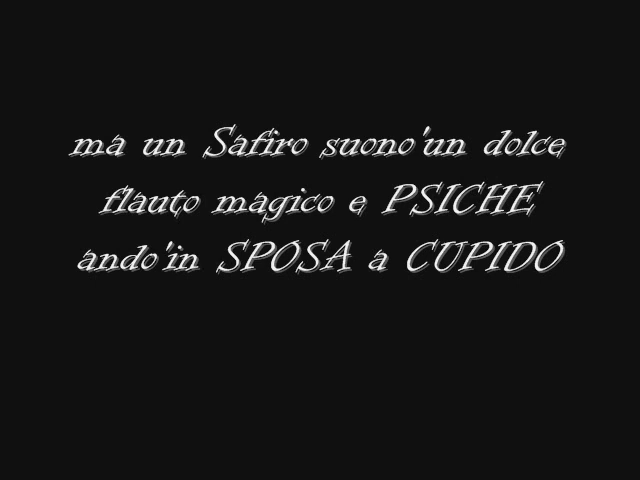 ma un Safiro suono'un dolce
flauto magico e PSICHE
ando'in SPOSA a CUPIDO